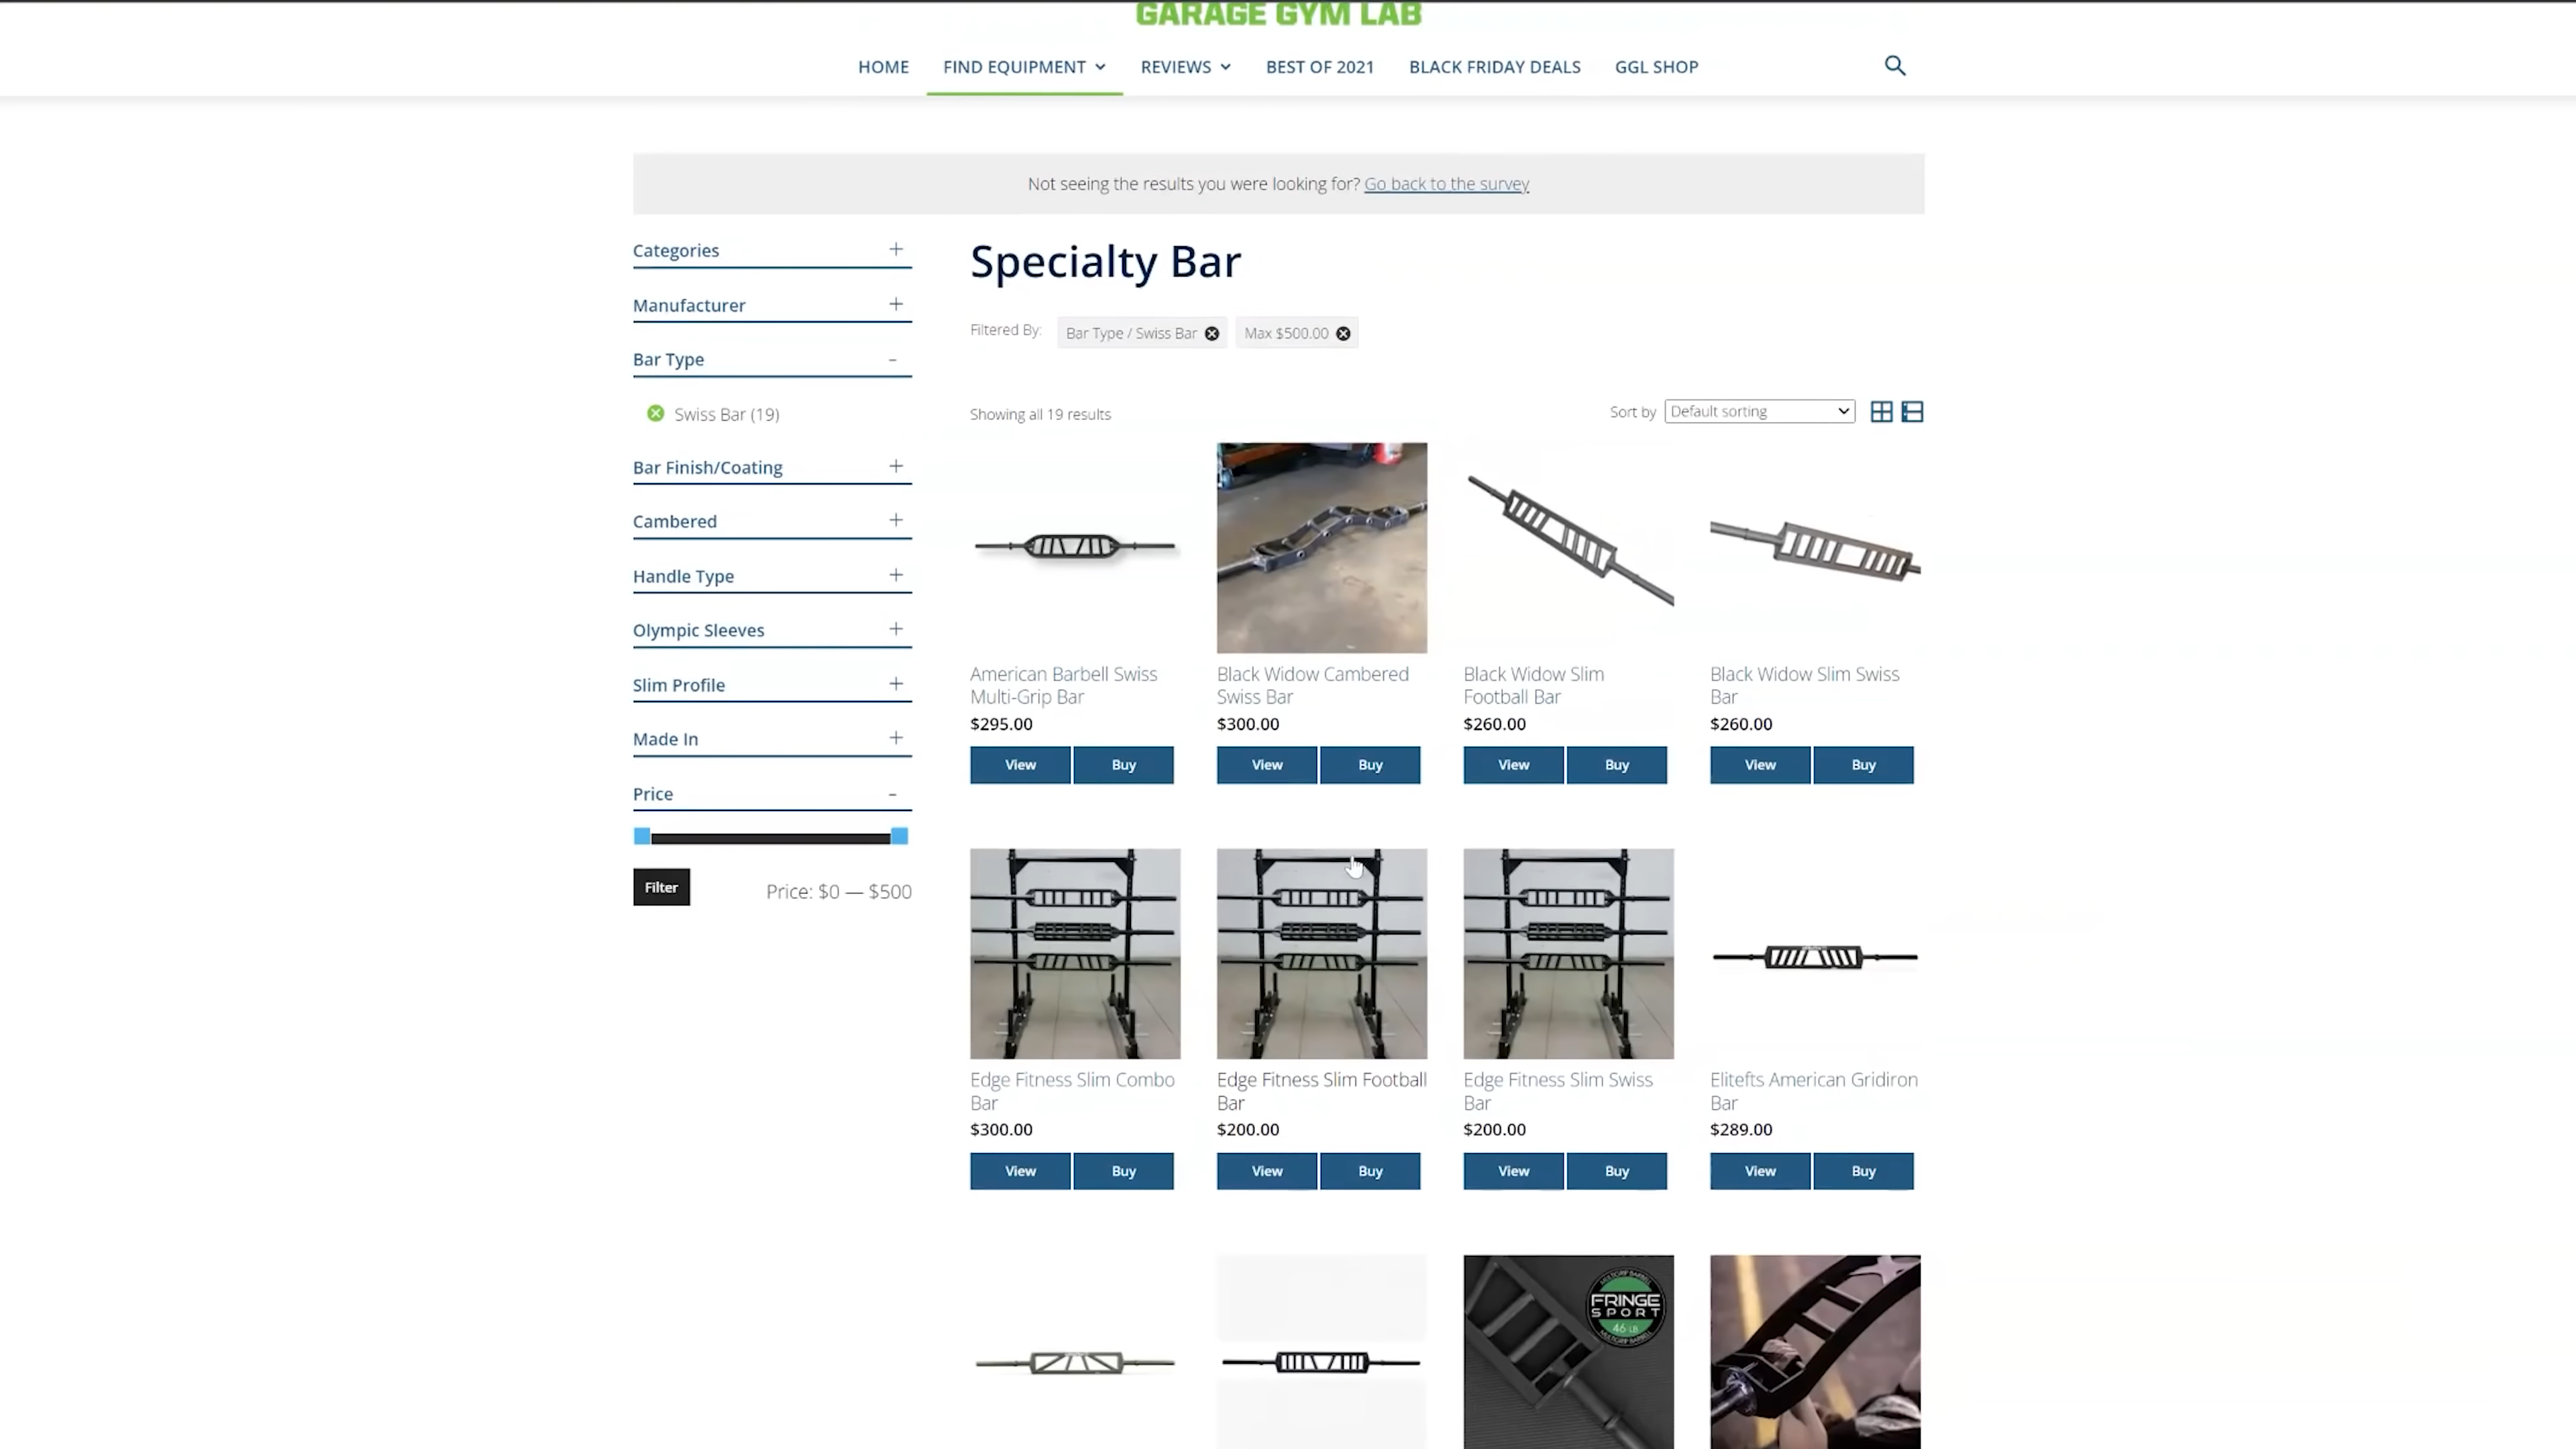 GARAGE GYM LAB
HOME FIND EQUIPMENT REVIEWS BEST OF 2021 BLACK FRIDAY DEALS GGL SHOP
Not seeing the results you were looking for? Go back to the survey
Categories
Manufacturer
Bar Type
Swiss Bar (19)
Bar Finish/Coating
Cambered
Handle Type
Olympic Sleeves
Slim Profile
Made In
Price
Filter Price: $0 — $500
Specialty Bar
Filtered By: Bar Type / Swiss Bar Max $500.00
Showing all 19 results Sort by Default sorting
American Barbell Swiss
Multi-Grip Bar
$295.00
View Buy
Black Widow Cambered
Swiss Bar
$300.00
View Buy
Black Widow Slim
Football Bar
$260.00
View Buy
Black Widow Slim Swiss
Bar
$260.00
View Buy
Edge Fitness Slim Combo
Bar
$300.00
View Buy
Edge Fitness Slim Football
Bar
$200.00
View Buy
Edge Fitness Slim Swiss
Bar
$200.00
View Buy
Elitefts American Gridiron
Bar
$289.00
View Buy
MULTIGRIP BARBELL
FRINGE
SPORT
46 LB
MULTIGRIP BARBELL